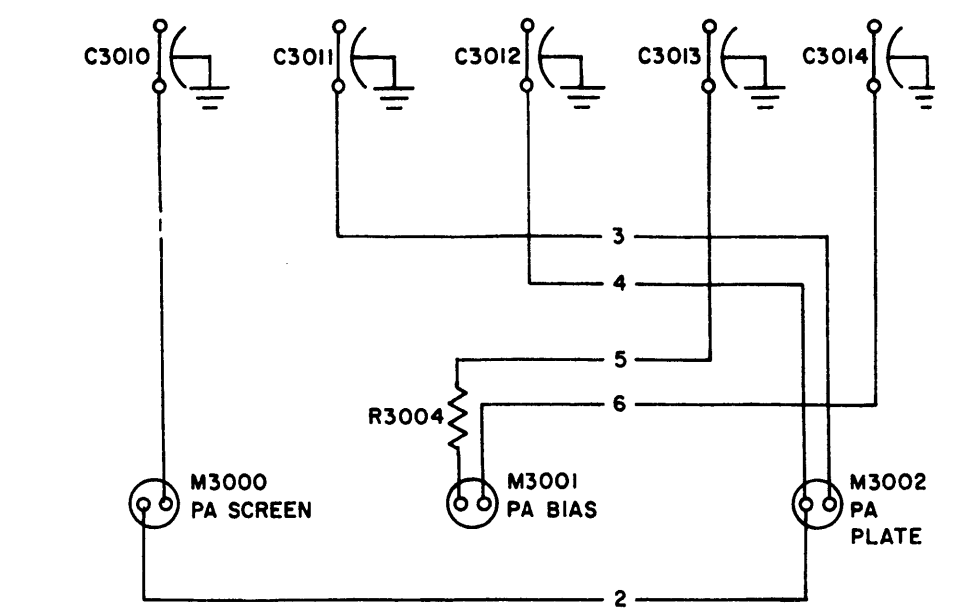 C3010 C3011 C3012 C3013 C3014
3
4
5
6
R3004
M3000
PA SCREEN
M3001
PA BIAS
M3002
PA
PLATE
2